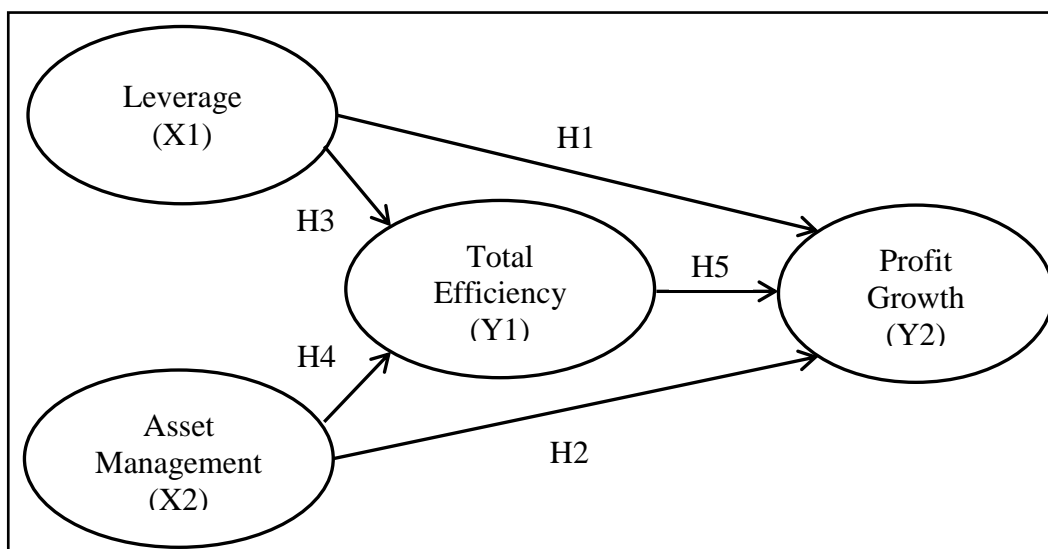 Leverage
(X1)
H1
H3
Total
Efficiency
(Y1)
H5
Profit
Growth
(Y2)
H4
Asset
Management
(X2)
H2